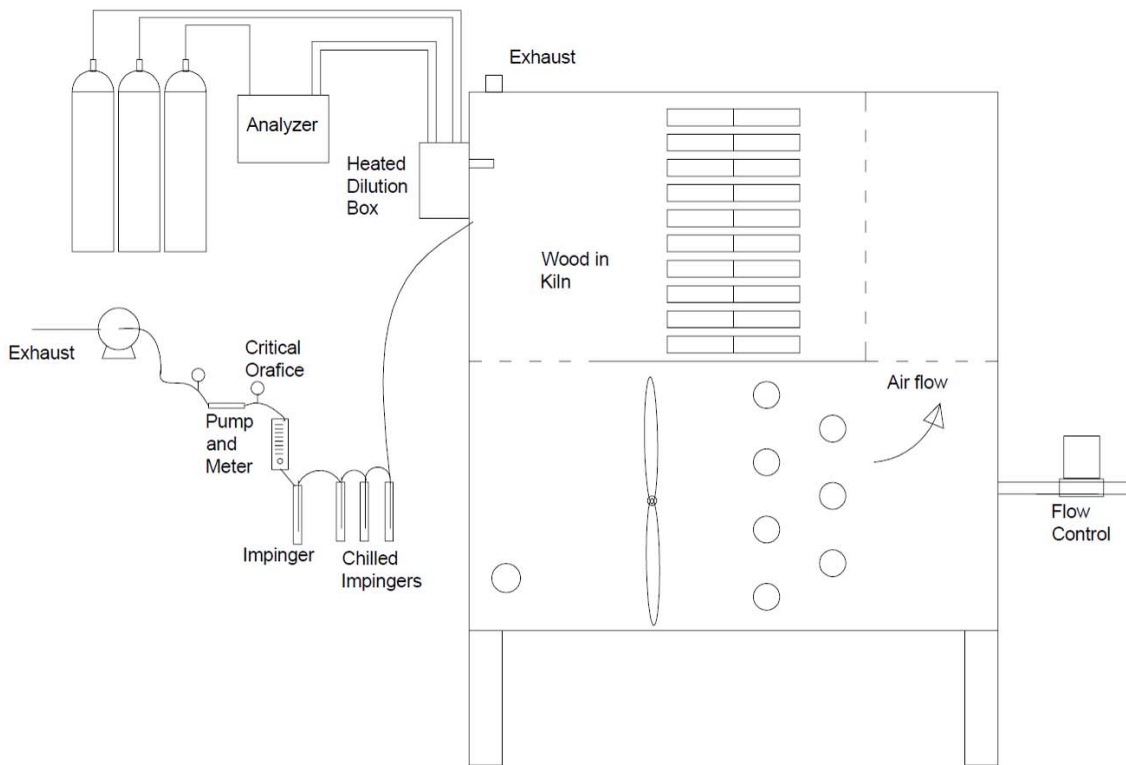 Exhaust
Analyzer
Heated
Dilution
Box
Wood in
Kiln
Exhaust
Critical
Orafice
Pump
and
Meter
Air flow
Impinger
Chilled
Impingers
Flow
Control